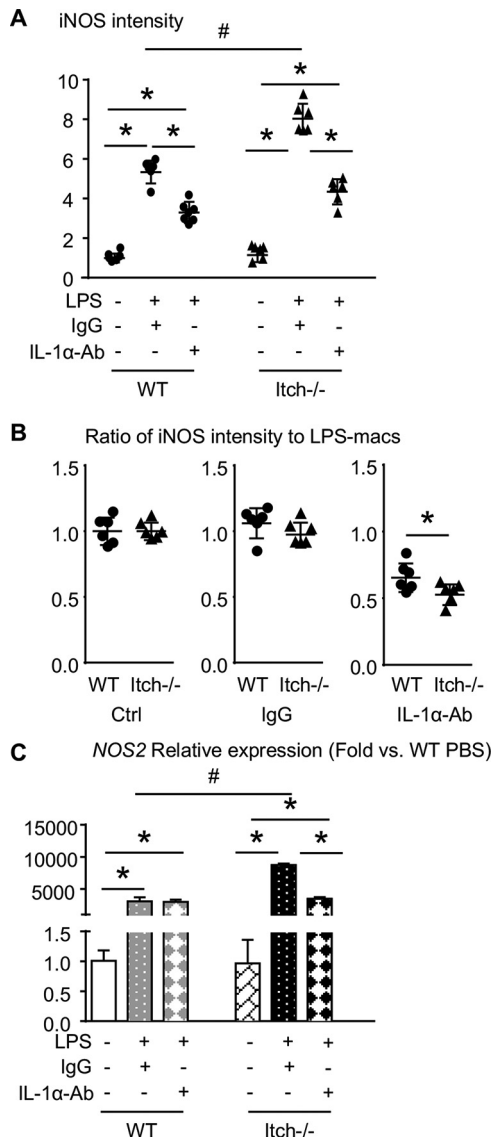 A iNOS intensity
#
* *
* * * *
10
8
6
4
2
0
LPS - + + - + +
IgG - + - - + -
IL-1α-Ab - - + - - +
WT Itch-/-
B
Ratio of iNOS intensity to LPS-macs
1.5 1.5 1.5
*
1.0 1.0 1.0
0.5 0.5 0.5
0.0 0.0 0.0
WT Itch-/- WT Itch-/- WT Itch-/-
Ctrl IgG IL-1α-Ab
C NOS2 Relative expression (Fold vs. WT PBS)
#
*
* * *
*
15000
10000
5000
1.5
1.0
0.5
0.0
LPS - + + - + +
IgG - + - - + -
IL-1α-Ab - - + - - +
WT Itch-/-